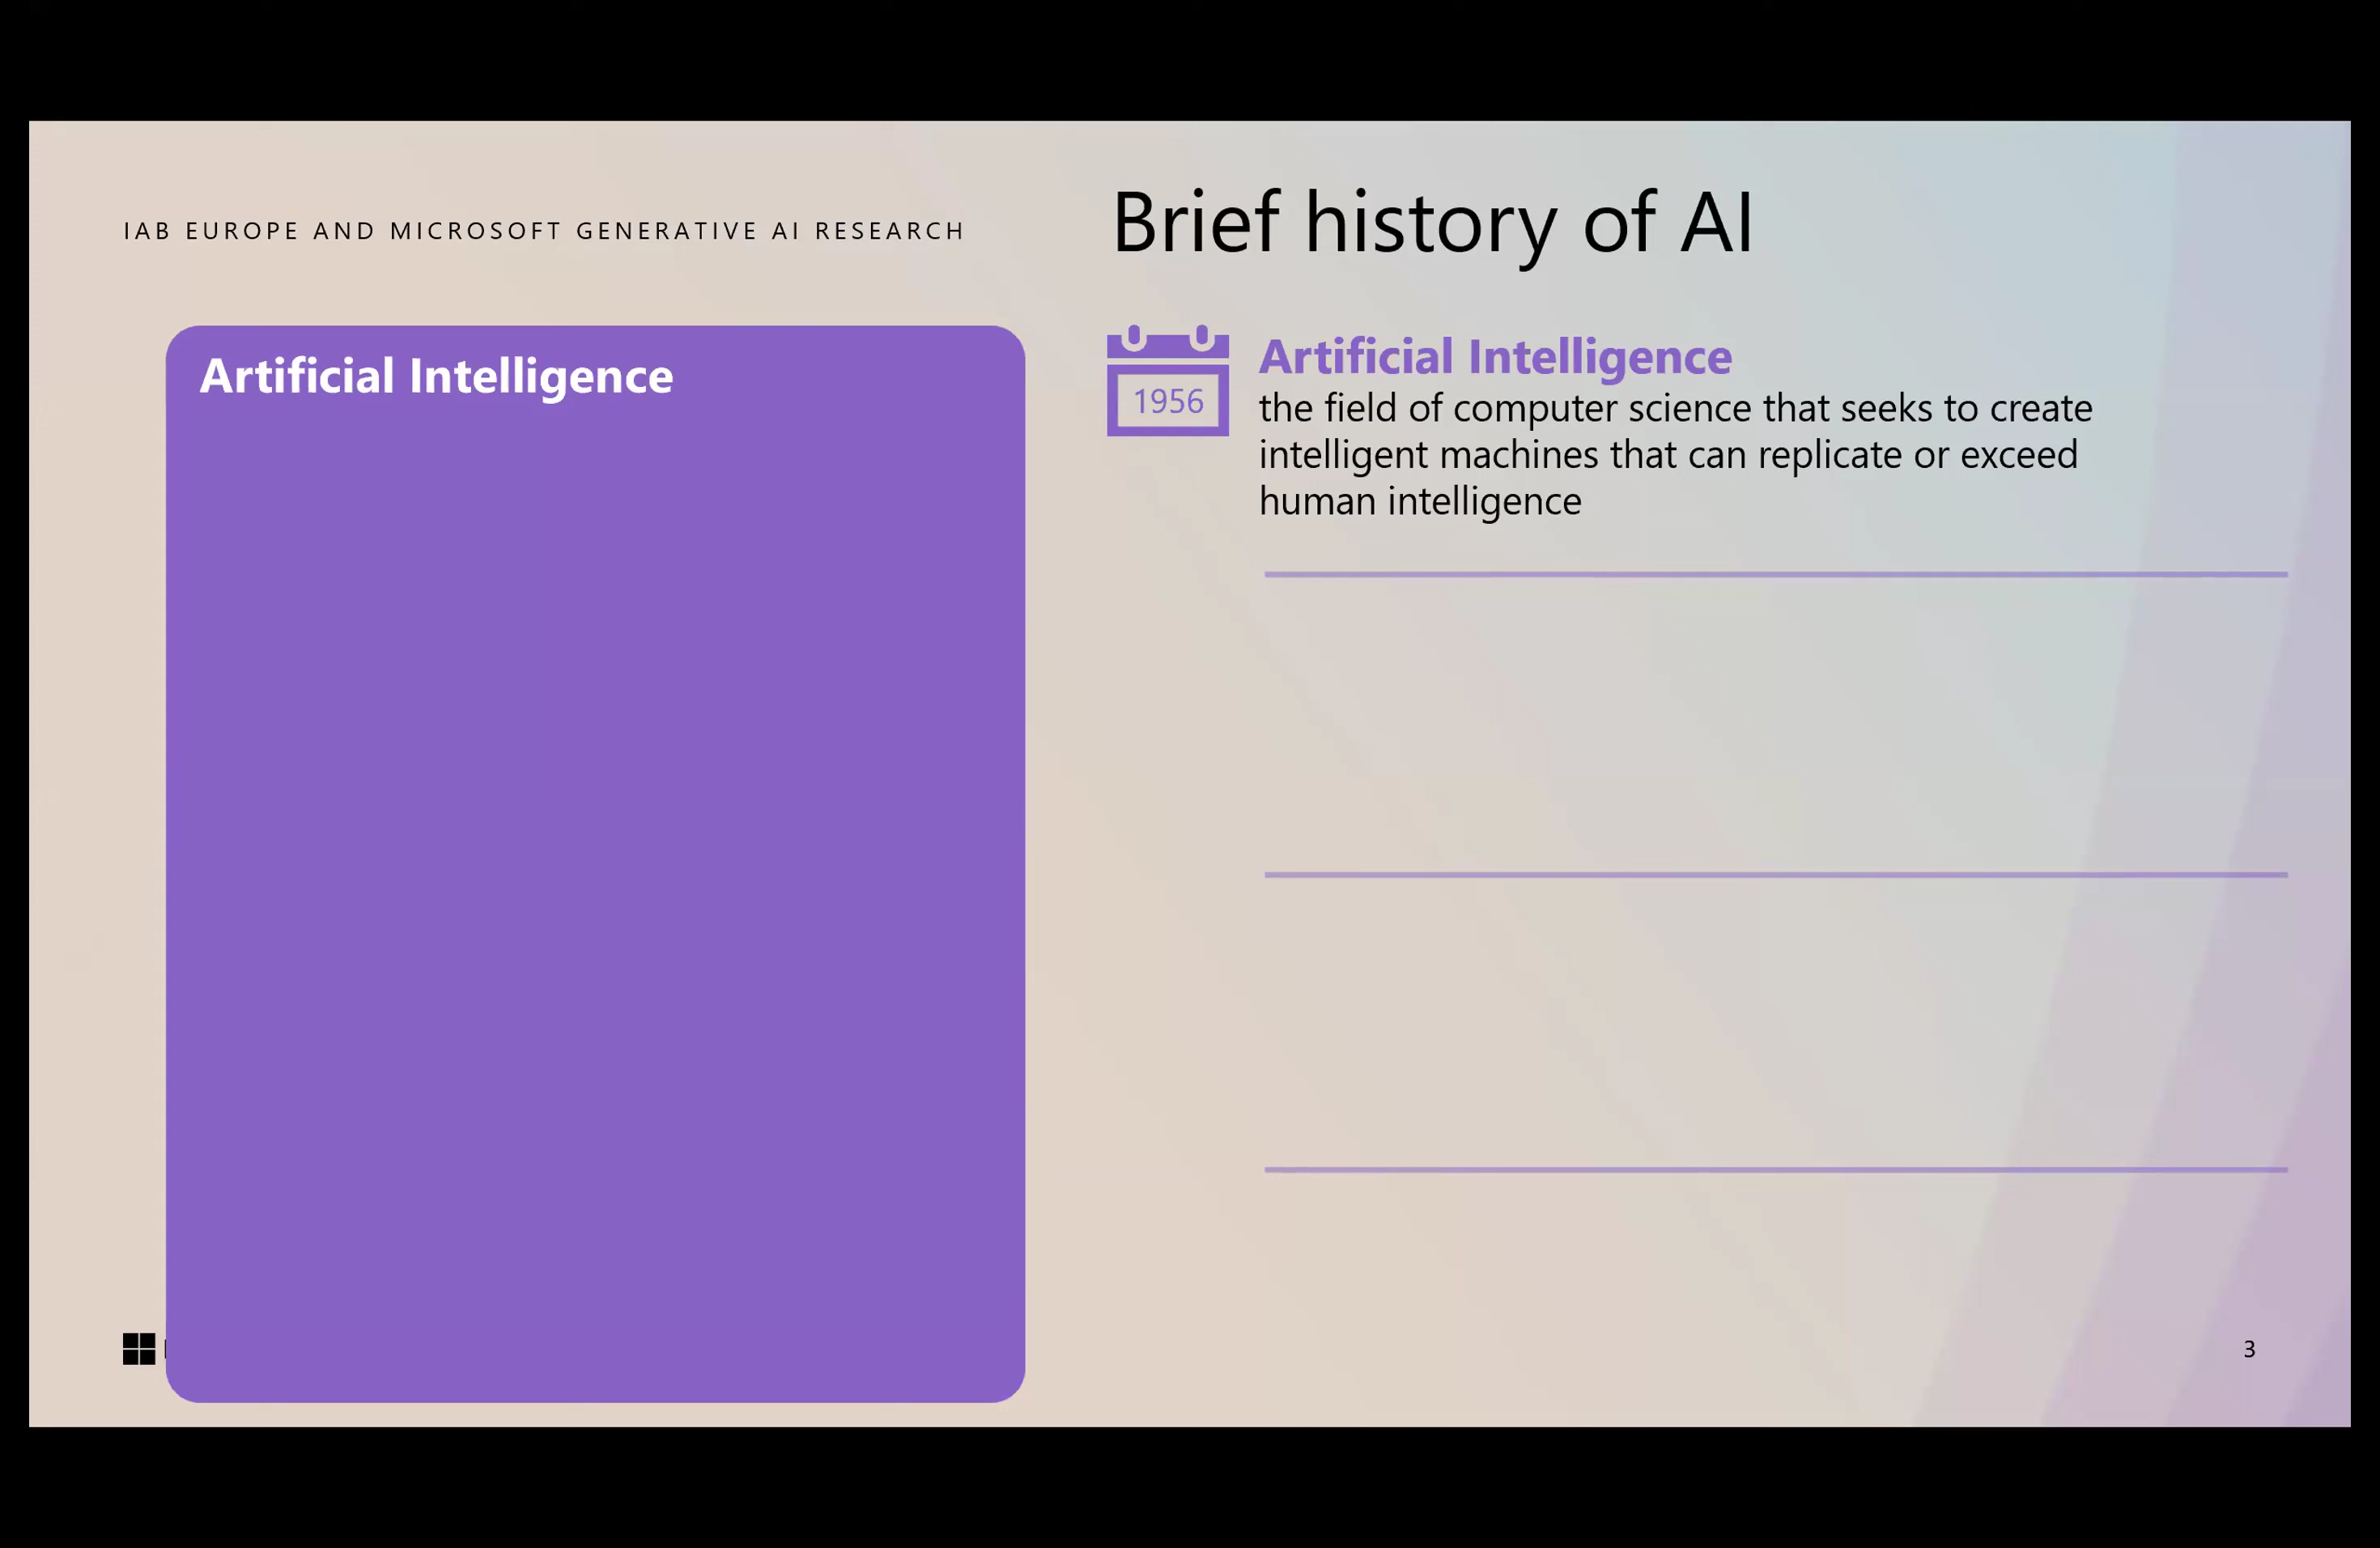 IAB EUROPE AND MICROSOFT GENERATIVE AI RESEARCH
Brief history of AI
Artificial Intelligence
1956
Artificial Intelligence
the field of computer science that seeks to create
intelligent machines that can replicate or exceed
human intelligence
3